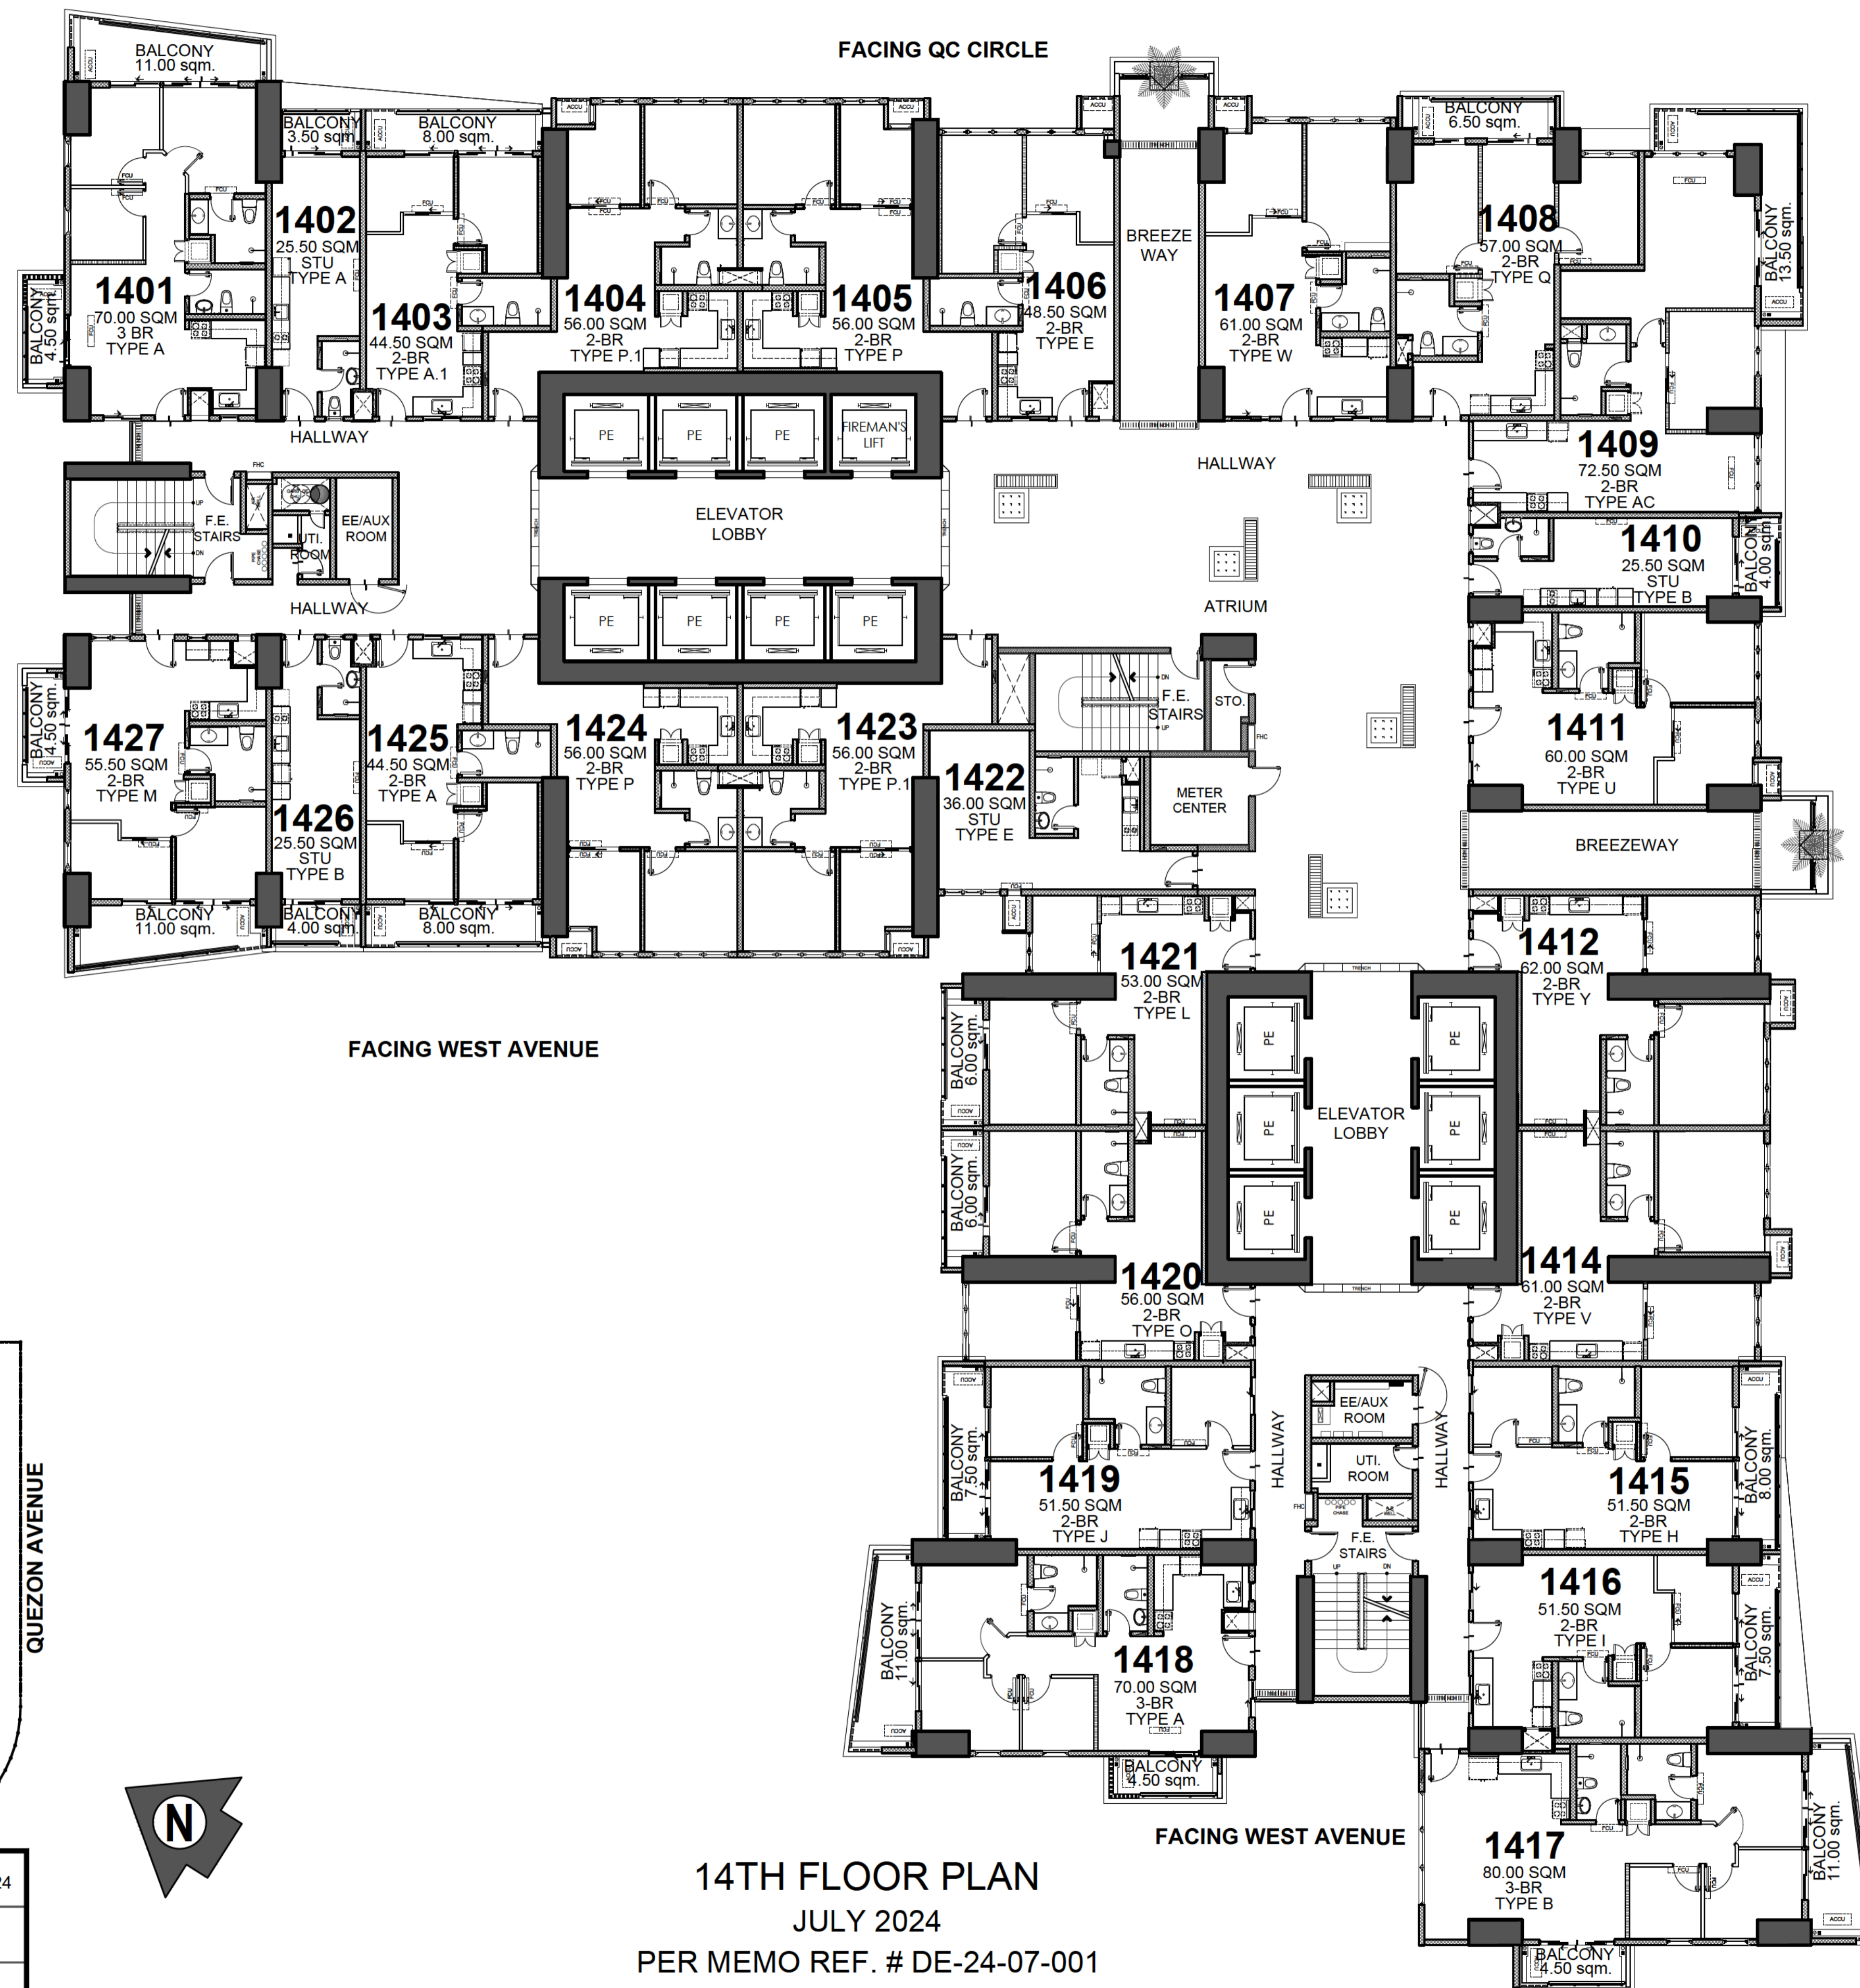 FACING QC CIRCLE
BALCONY
11.00 sqm.
BALCONY
3.50 sqm.
BALCONY
8.00 sqm.
BALCONY
6.50 sqm.
BALCONY
13.50 sqm.
BALCONY
4.50 sqm.
1401
70.00 SQM
3 BR
TYPE A
1402
25.50 SQM
STU
TYPE A
1403
44.50 SQM
2-BR
TYPE A.1
1404
56.00 SQM
2-BR
TYPE P.1
1405
56.00 SQM
2-BR
TYPE P
1406
48.50 SQM
2-BR
TYPE E
BREEZE
WAY
1407
61.00 SQM
2-BR
TYPE W
1408
57.00 SQM
2-BR
TYPE Q
1409
72.50 SQM
2-BR
TYPE AC
1410
25.50 SQM
STU
TYPE B
BALCONY
4.00 sqm
1411
60.00 SQM
2-BR
TYPE U
BREEZEWAY
HALLWAY
PE
PE
PE
FIREMAN'S
LIFT
HALLWAY
ELEVATOR
LOBBY
F.E.
STAIRS
UP
DN
FHC
UTI.
ROOM
EE/AUX
ROOM
HALLWAY
PE
PE
PE
PE
ATRIUM
F.E.
STAIRS
DN
UP
STO.
FHC
METER
CENTER
BALCONY
4.50 sqm.
1427
55.50 SQM
2-BR
TYPE M
1426
25.50 SQM
STU
TYPE B
1425
44.50 SQM
2-BR
TYPE A
1424
56.00 SQM
2-BR
TYPE P
1423
56.00 SQM
2-BR
TYPE P.1
1422
36.00 SQM
STU
TYPE E
BALCONY
11.00 sqm.
BALCONY
4.00 sqm.
BALCONY
8.00 sqm.
FACING WEST AVENUE
1421
53.00 SQM
2-BR
TYPE L
1412
62.00 SQM
2-BR
TYPE Y
BALCONY
6.00 sqm.
BALCONY
6.00 sqm.
TRENCH
PE
PE
PE
PE
PE
PE
ELEVATOR
LOBBY
TRENCH
1420
56.00 SQM
2-BR
TYPE O
1414
61.00 SQM
2-BR
TYPE V
BALCONY
7.50 sqm.
1419
51.50 SQM
2-BR
TYPE J
HALLWAY
EE/AUX
ROOM
UTI.
ROOM
FHC
F.E.
STAIRS
UP
DN
HALLWAY
1415
51.50 SQM
2-BR
TYPE H
BALCONY
8.00 sqm.
1416
51.50 SQM
2-BR
TYPE I
BALCONY
7.50 sqm.
BALCONY
11.00 sqm.
1418
70.00 SQM
3-BR
TYPE A
BALCONY
4.50 sqm.
1417
80.00 SQM
3-BR
TYPE B
BALCONY
11.00 sqm.
BALCONY
4.50 sqm.
FACING WEST AVENUE
QUEZON AVENUE
N
24
14TH FLOOR PLAN
JULY 2024
PER MEMO REF. # DE-24-07-001